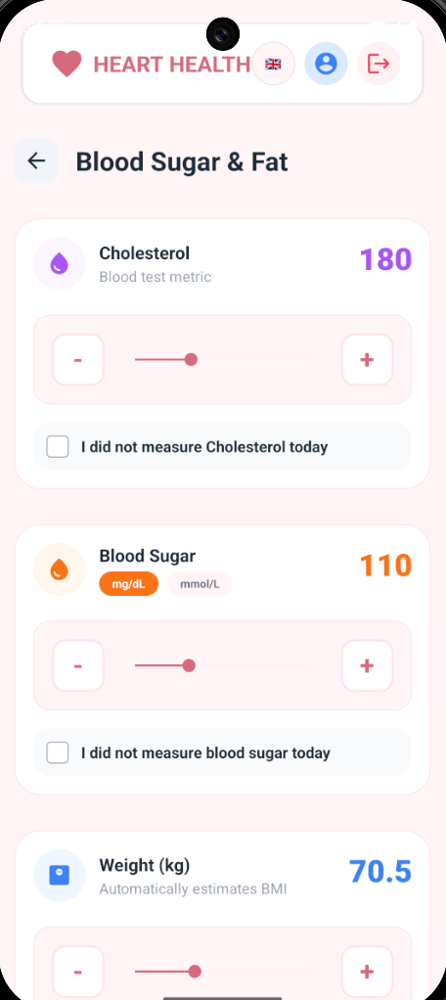 HEART HEALTH
Blood Sugar & Fat
Cholesterol
180
Blood test metric
-
+
I did not measure Cholesterol today
Blood Sugar
110
mg/dL
mmol/L
-
+
I did not measure blood sugar today
Weight (kg)
70.5
Automatically estimates BMI
-
+